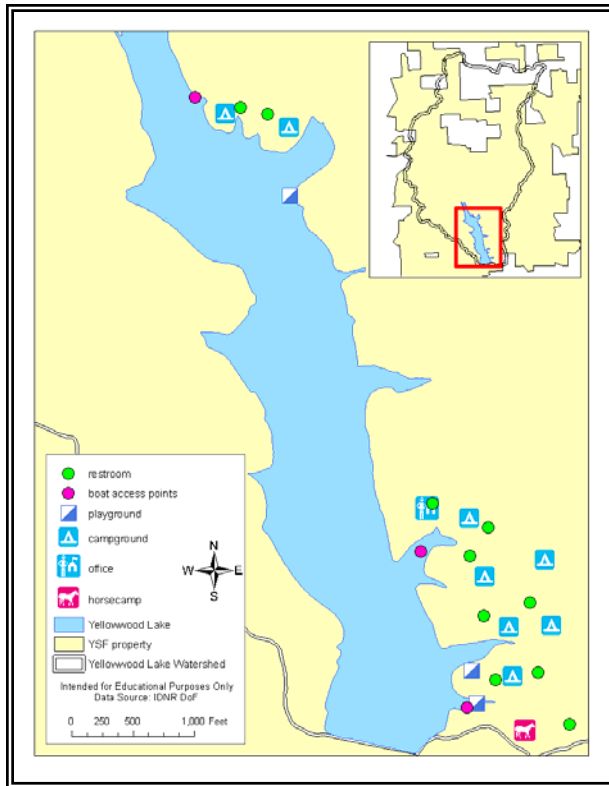 restroom
boat access points
playground
campground
office
horsecamp
N
W E
S
Yellowwood Lake
YSF property
Yellowwood Lake Watershed
Intended for Educational Purposes Only
Data Source: IDNR DoF
0 250 500 1,000 Feet